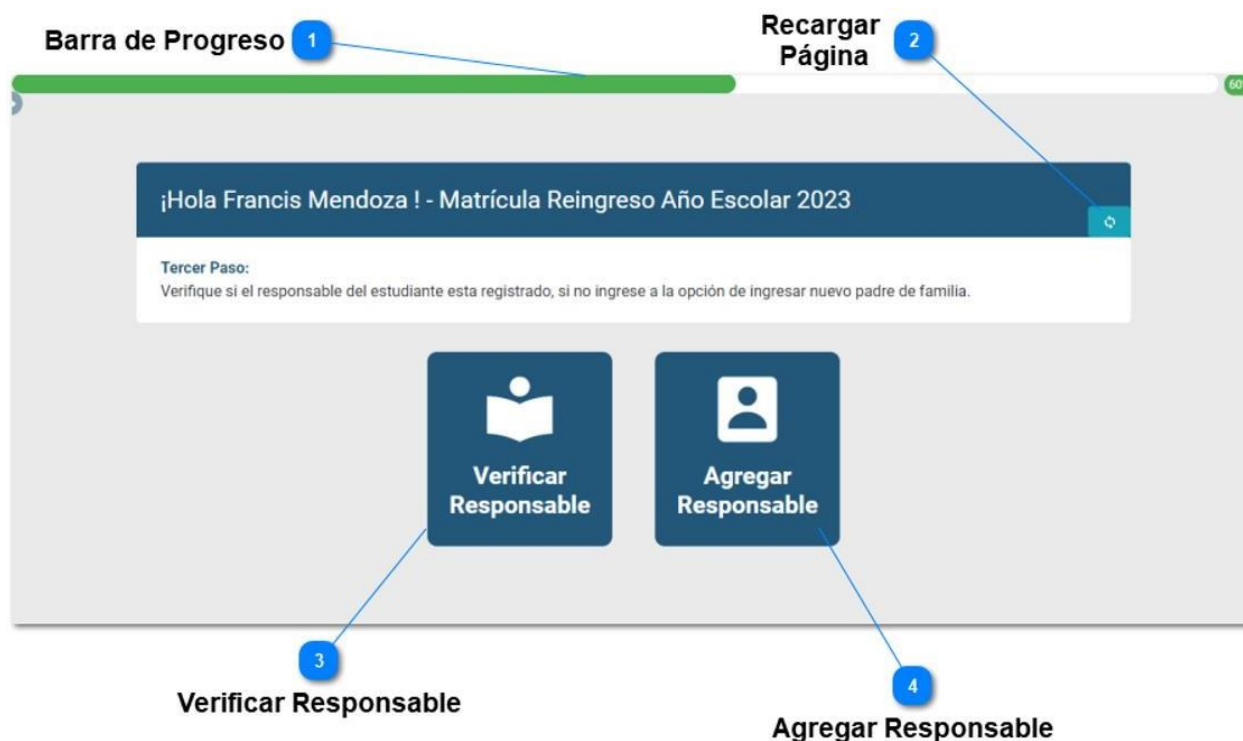 Barra de Progreso 1
Recargar
Página
2
¡Hola Francis Mendoza ! - Matrícula Reingreso Año Escolar 2023
Tercer Paso:
Verifique si el responsable del estudiante esta registrado, si no ingrese a la opción de ingresar nuevo padre de familia.
Verificar
Responsable
Agregar
Responsable
3
Verificar Responsable
4
Agregar Responsable